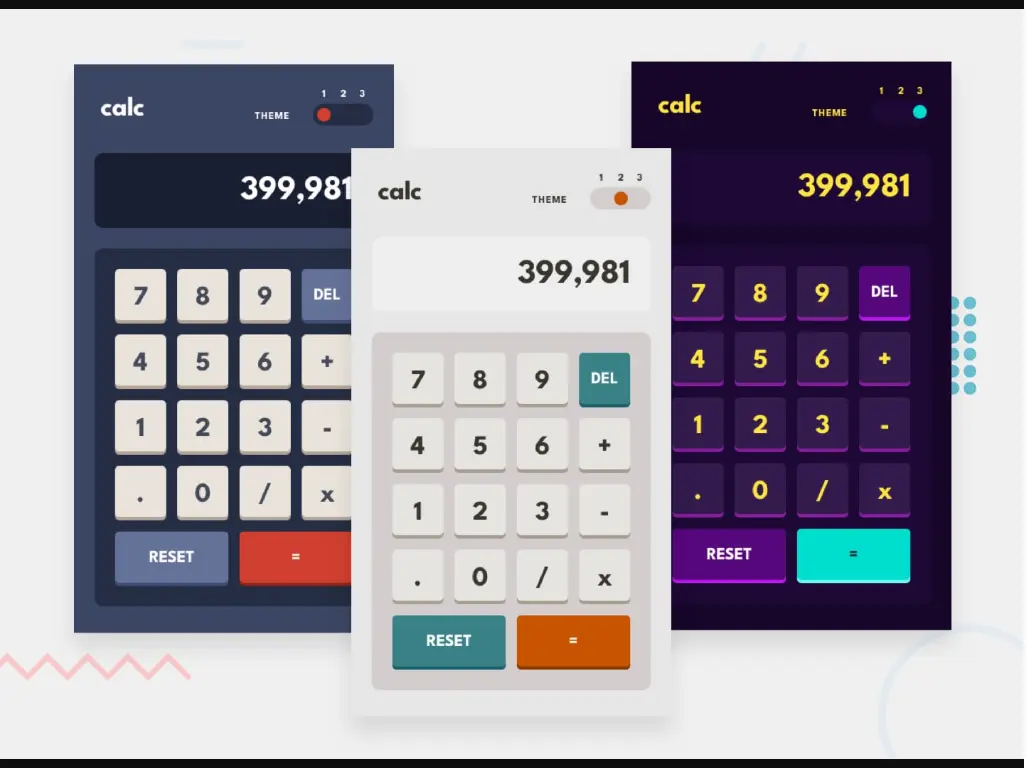 1 2 3
calc
THEME
399,981
7 8 9 DEL
4 5 6 +
1 2 3 -
. 0 / x
RESET =
1 2 3
calc
THEME
399,981
7 8 9 DEL
4 5 6 +
1 2 3 -
. 0 / x
RESET =
1 2 3
calc
THEME
399,981
7 8 9 DEL
4 5 6 +
1 2 3 -
. 0 / x
RESET =